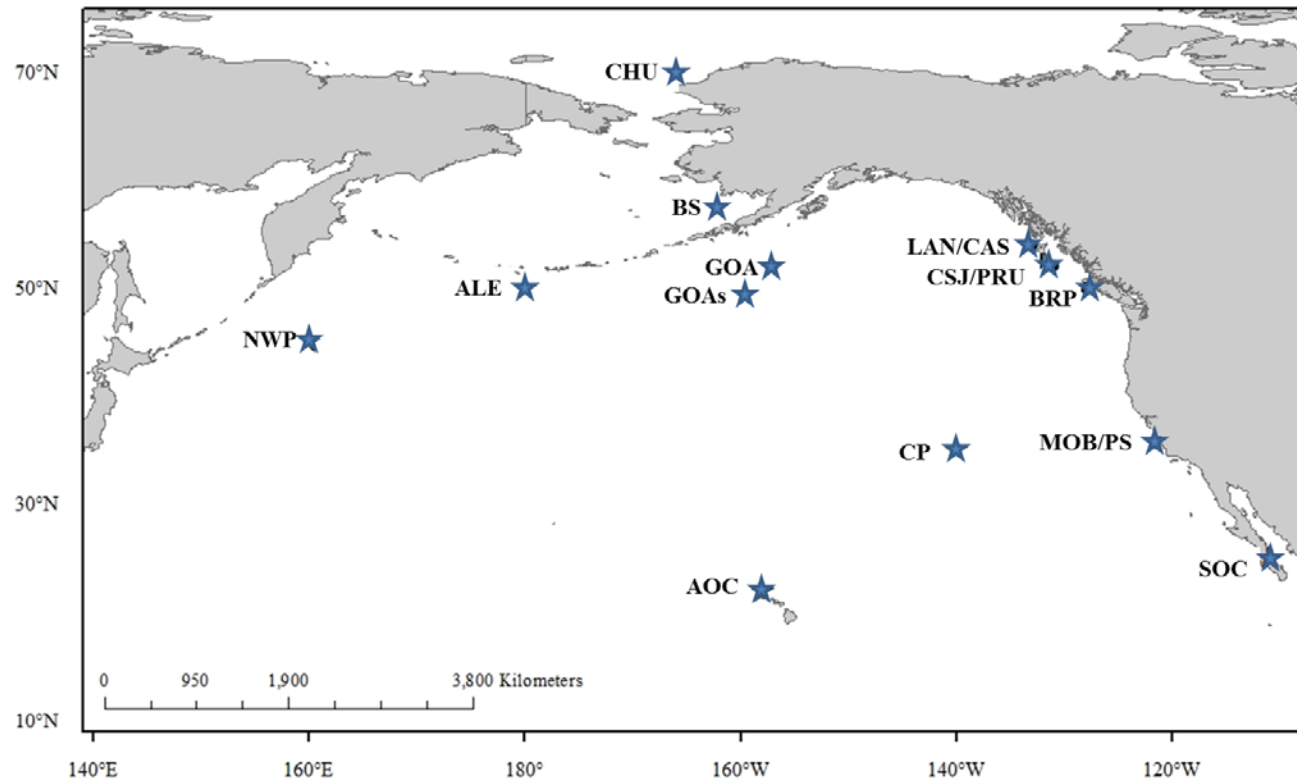 70°N
CHU
BS
LAN/CAS
GOA
CSJ/PRU
50°N
ALE
GOAs
BRP
NWP
MOB/PS
CP
30°N
SOC
AOC
0 950 1,900 3,800 Kilometers
10°N
140°E 160°E 180° 160°W 140°W 120°W